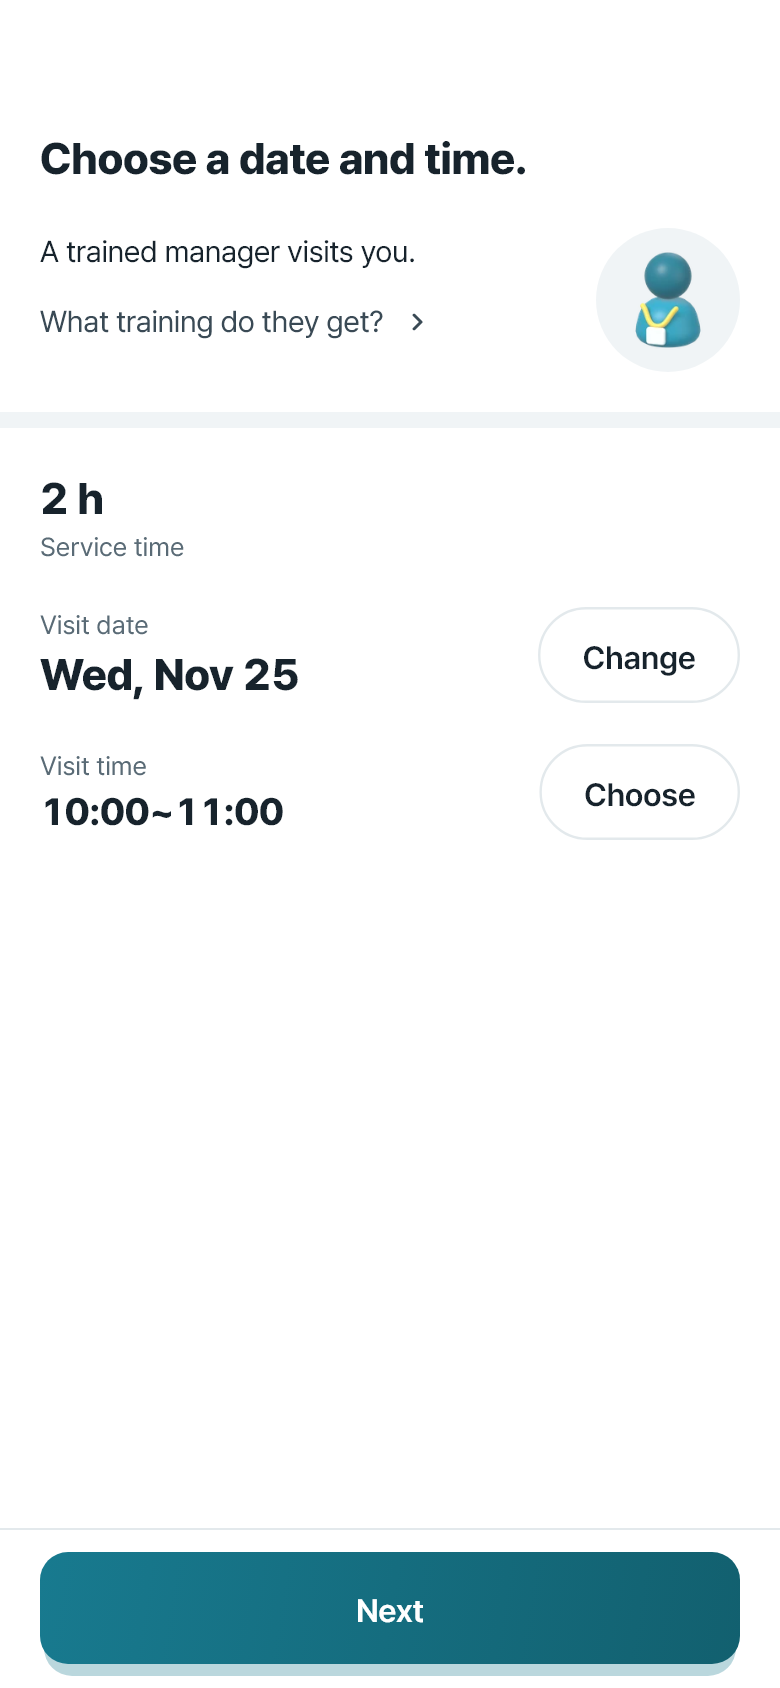 Choose a date and time.
A trained manager visits you.
What training do they get?
2 h
Service time
Visit date
Wed, Nov 25
Change
Visit time
10:00~11:00
Choose
Next